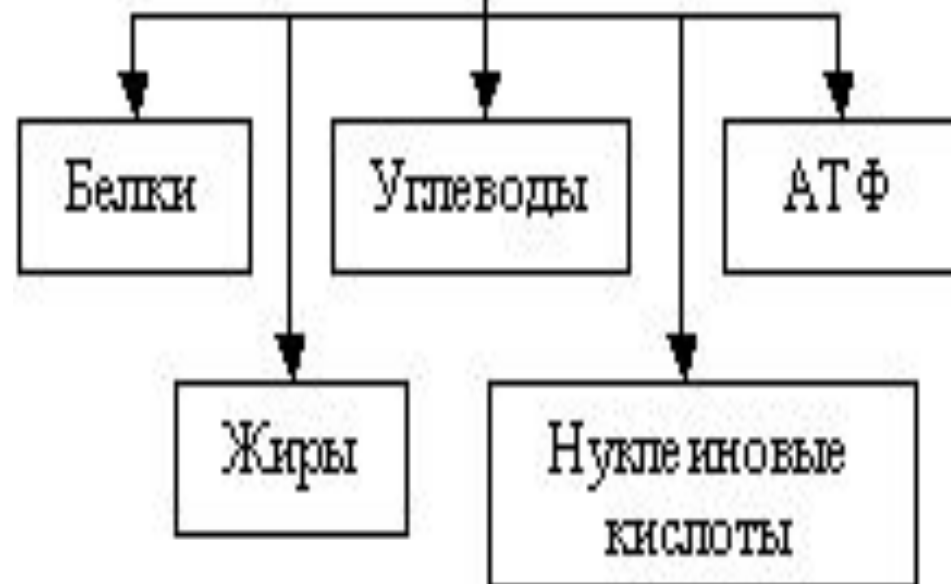 Белки
Углеводы
АТФ
Жиры
Нуклеиновые
кислоты